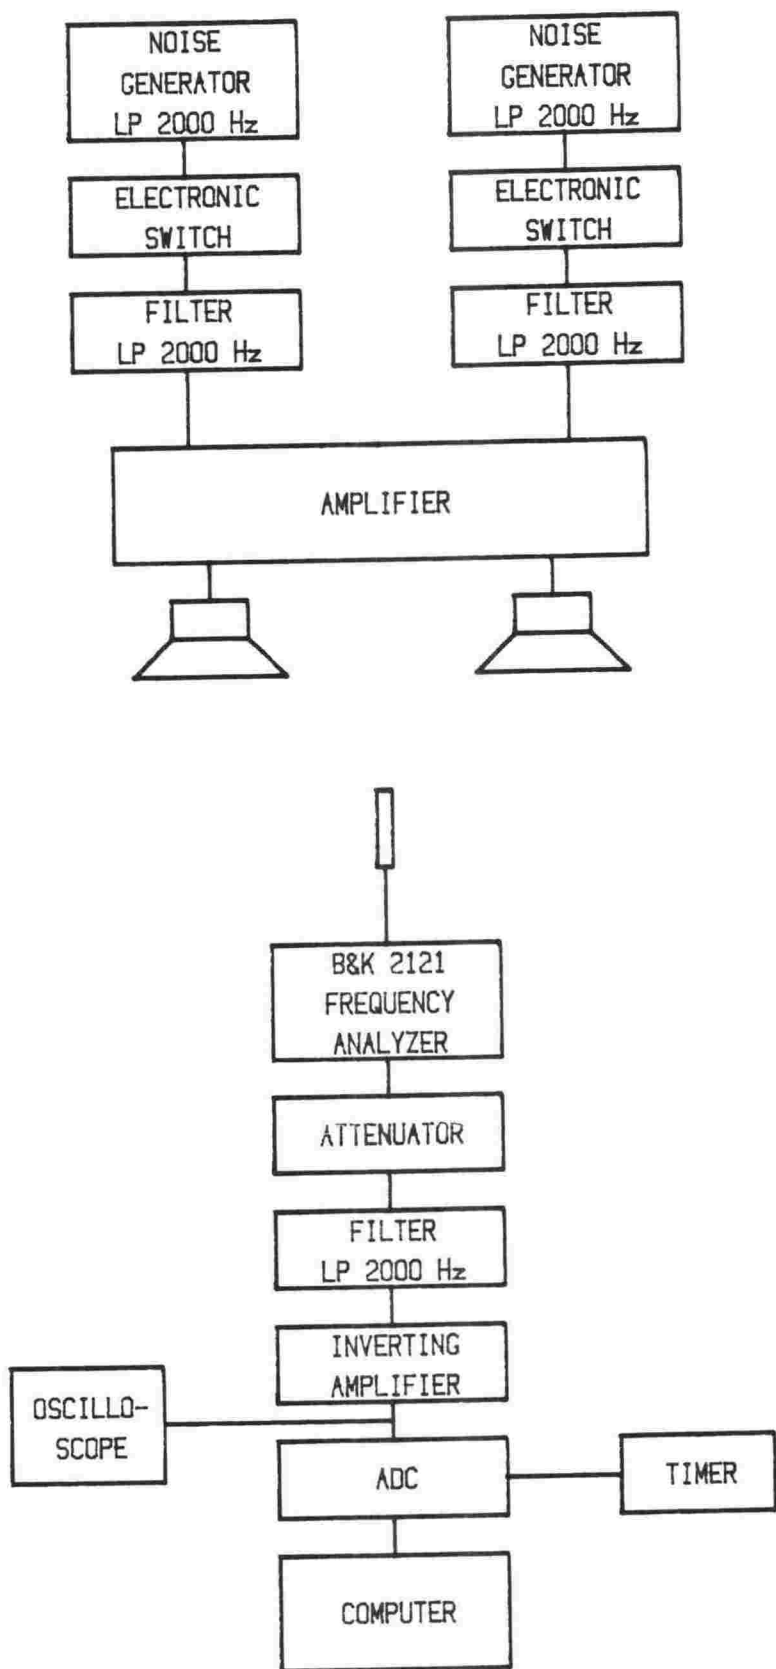 NOISE
GENERATOR
LP 2000 Hz
ELECTRONIC
SWITCH
FILTER
LP 2000 Hz
NOISE
GENERATOR
LP 2000 Hz
ELECTRONIC
SWITCH
FILTER
LP 2000 Hz
AMPLIFIER
B&K 2121
FREQUENCY
ANALYZER
ATTENUATOR
FILTER
LP 2000 Hz
INVERTING
AMPLIFIER
OSCILLO-
SCOPE
ADC
TIMER
COMPUTER